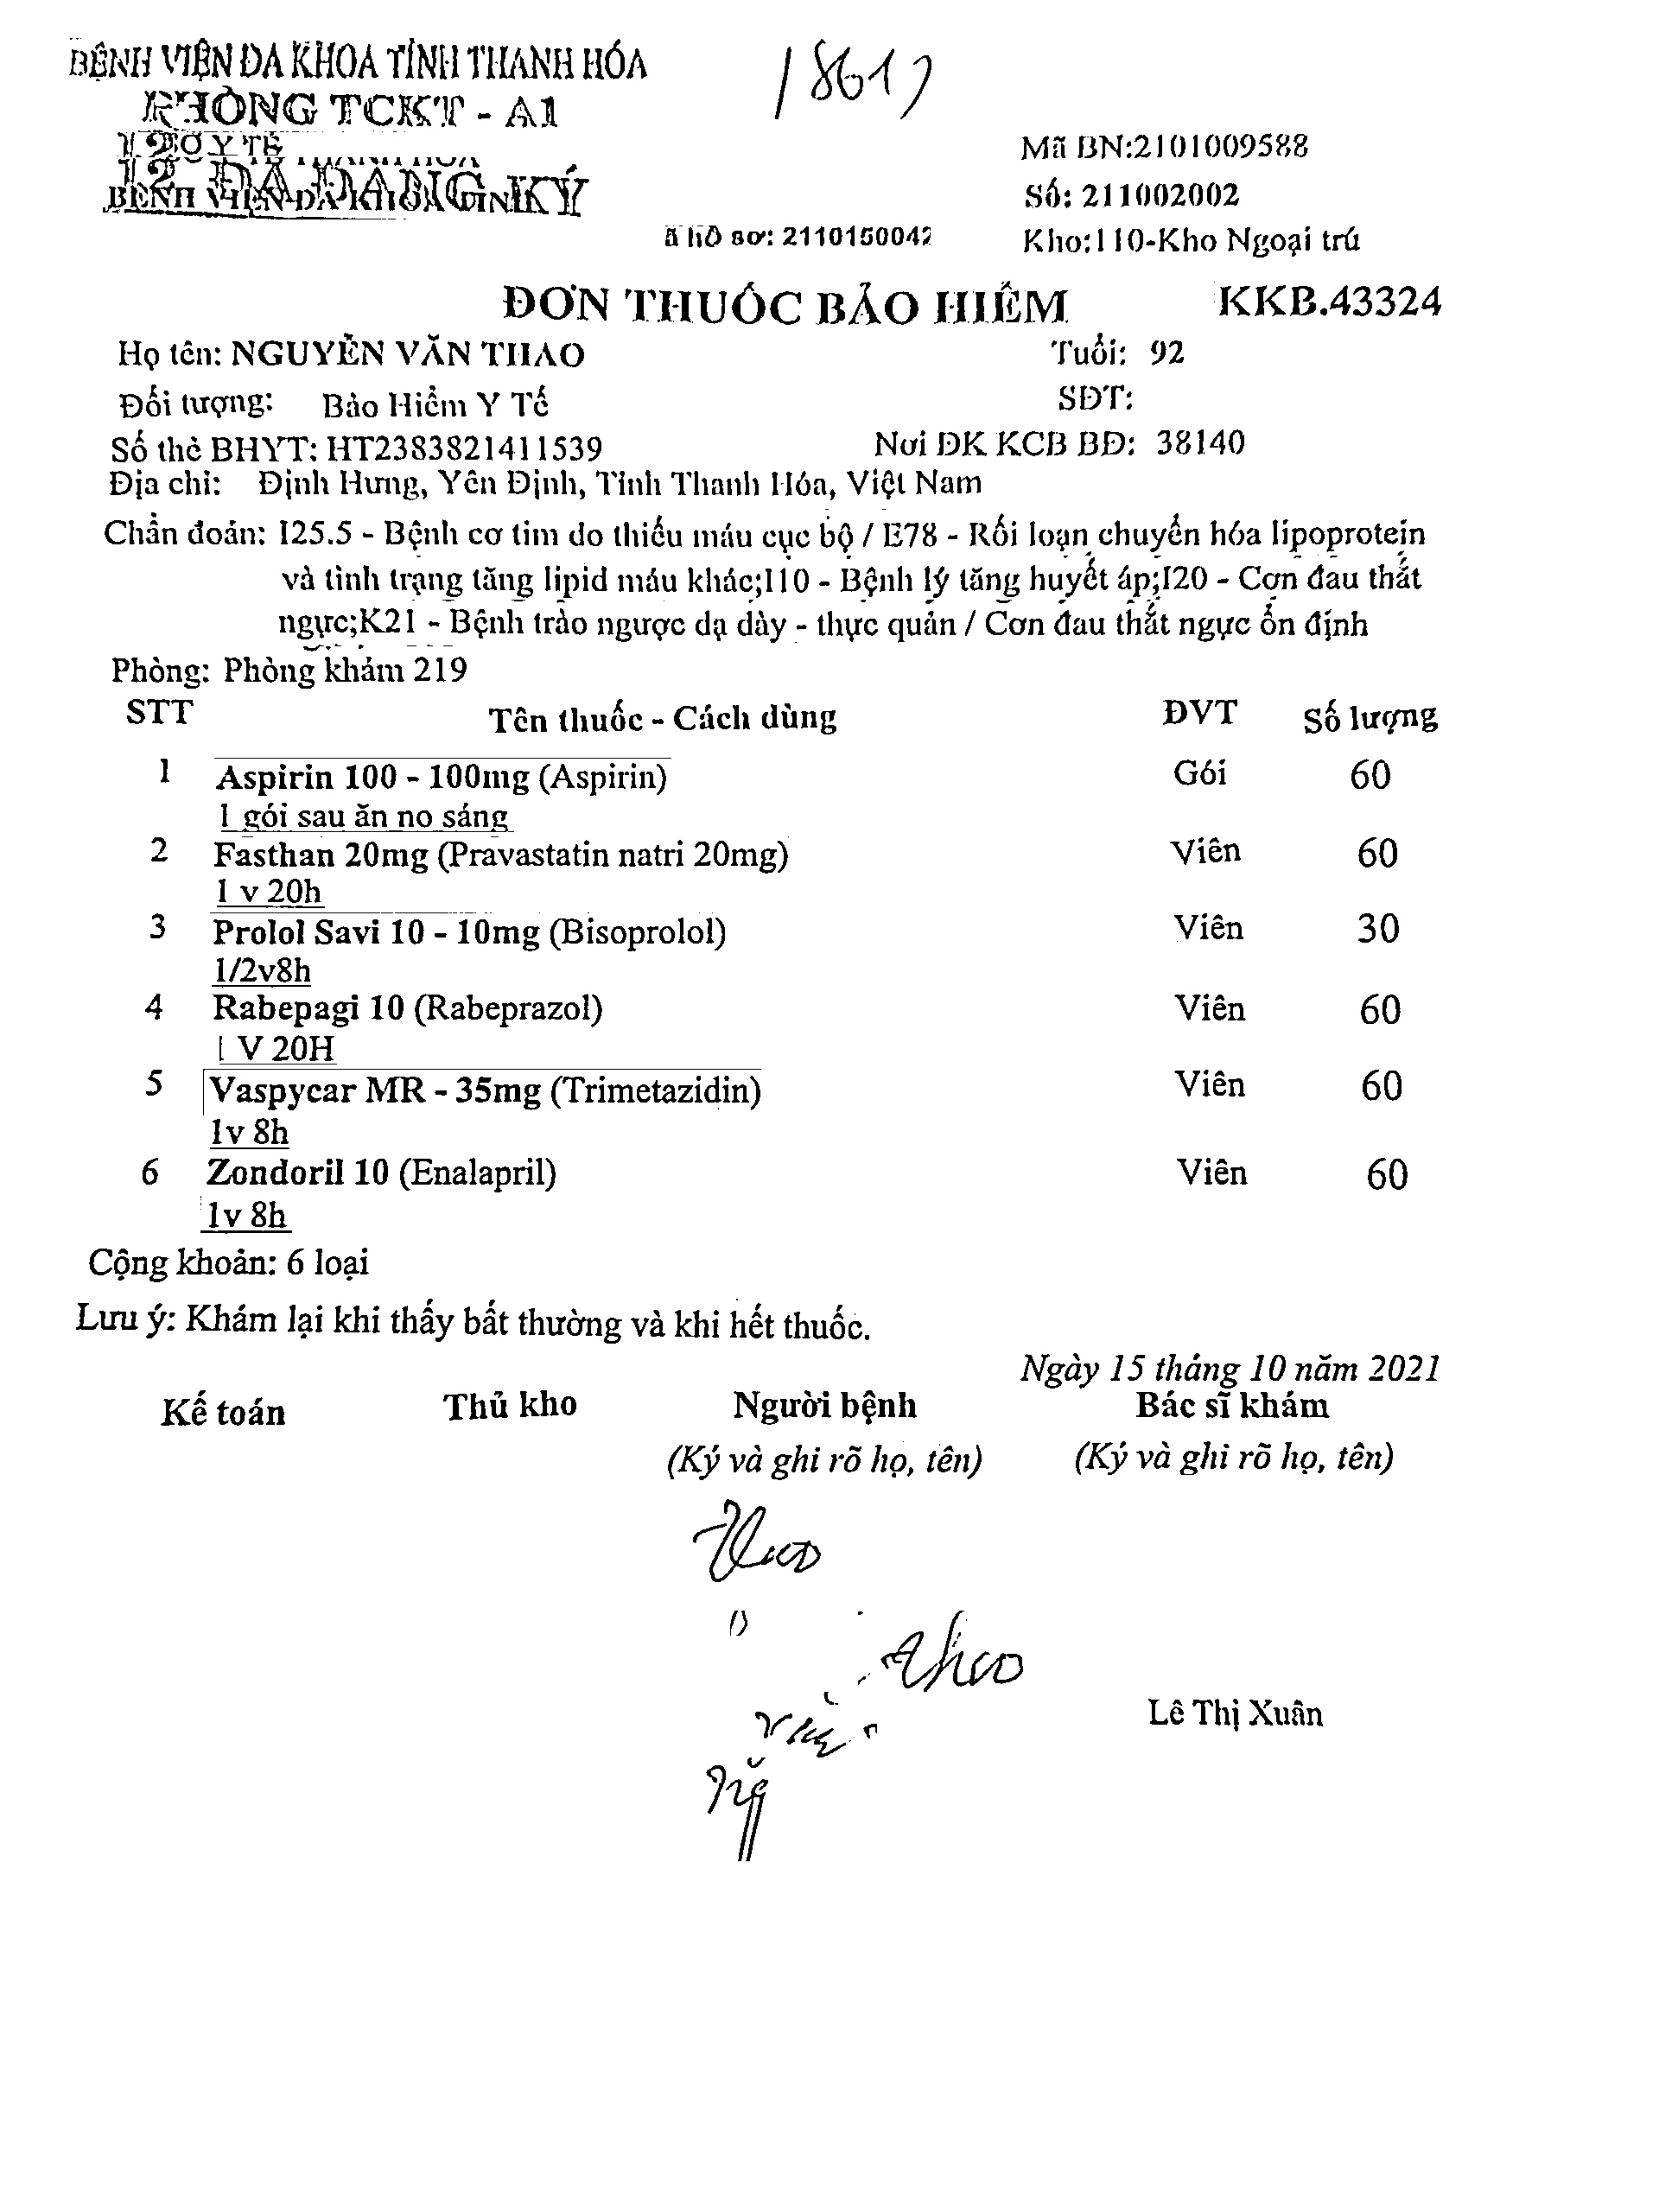 BỆNH VIỆN ĐA KHOA TỈNH THANH HÓA
PHÒNG TCKT - A1
SỞ Y TẾ
ĐÃ ĐĂNG KÝ
18617
Mã BN:2101009588
Số: 211002002
ã hồ sơ: 2110150042
Kho:110-Kho Ngoại trú
ĐƠN THUỐC BẢO HIỂM
KKB.43324
Họ tên: NGUYỄN VĂN THAO
Tuổi: 92
Đối tượng: Bảo Hiểm Y Tế
SĐT:
Số thẻ BHYT: HT2383821411539
Nơi ĐK KCB BĐ: 38140
Địa chỉ: Định Hưng, Yên Định, Tỉnh Thanh Hóa, Việt Nam
Chẩn đoán: I25.5 - Bệnh cơ tim do thiếu máu cục bộ / E78 - Rối loạn chuyển hóa lipoprotein
và tình trạng tăng lipid máu khác;I10 - Bệnh lý tăng huyết áp;I20 - Cơn đau thắt
ngực;K21 - Bệnh trào ngược dạ dày - thực quản / Cơn đau thắt ngực ổn định
Phòng: Phòng khám 219
STT Tên thuốc - Cách dùng ĐVT Số lượng
1 Aspirin 100 - 100mg (Aspirin) Gói 60
1 gói sau ăn no sáng
2 Fasthan 20mg (Pravastatin natri 20mg) Viên 60
1 v 20h
3 Prolol Savi 10 - 10mg (Bisoprolol) Viên 30
1/2v8h
4 Rabepagi 10 (Rabeprazol) Viên 60
1 V 20H
5 Vaspycar MR - 35mg (Trimetazidin) Viên 60
1v 8h
6 Zondoril 10 (Enalapril) Viên 60
1v 8h
Cộng khoản: 6 loại
Lưu ý: Khám lại khi thấy bất thường và khi hết thuốc.
Ngày 15 tháng 10 năm 2021
Kế toán Thủ kho Người bệnh Bác sĩ khám
(Ký và ghi rõ họ, tên) (Ký và ghi rõ họ, tên)
Thao
Thao
Lê Thị Xuân